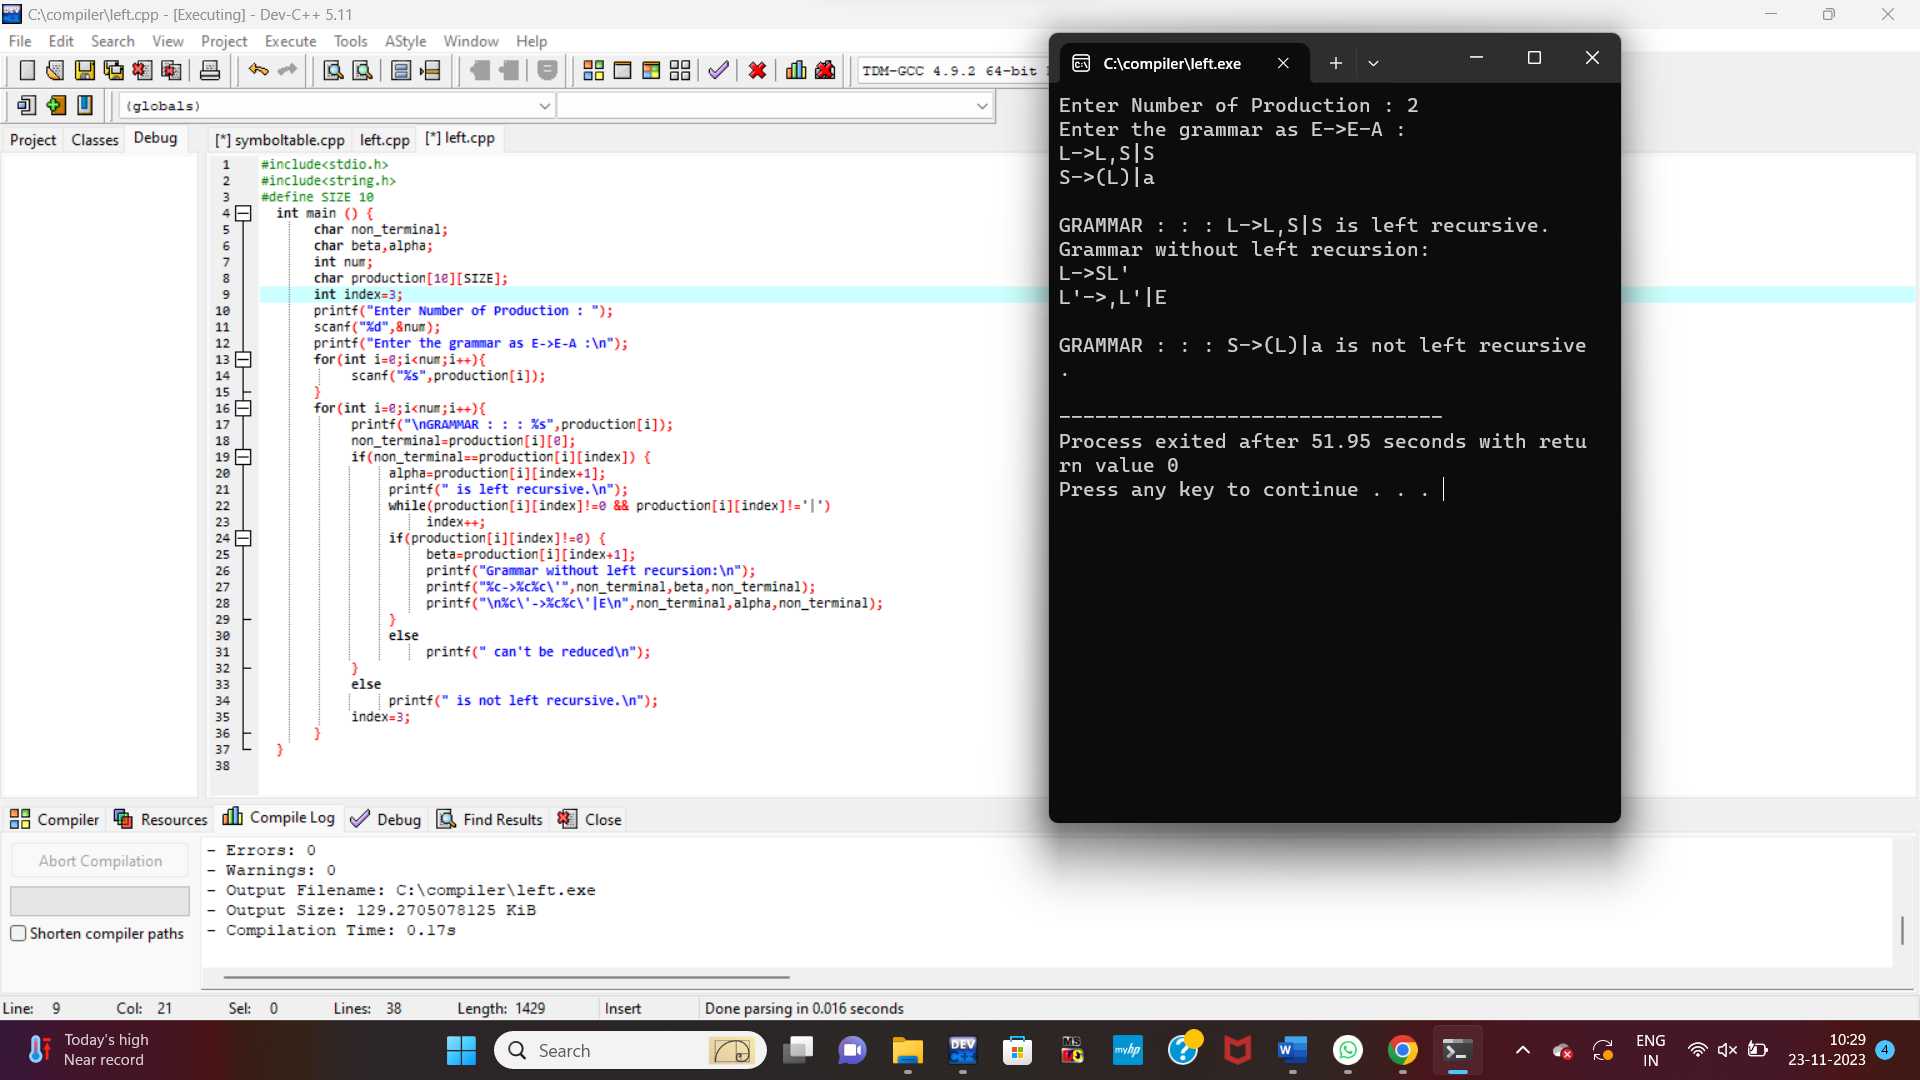 C:\compiler\left.cpp - [Executing] - Dev-C++ 5.11
File Edit Search View Project Execute Tools AStyle Window Help
TDM-GCC 4.9.2 64-bit
(globals)
Project Classes Debug
[*] symboltable.cpp left.cpp [*] left.cpp
1 #include<stdio.h>
2 #include<string.h>
3 #define SIZE 10
4 int main () {
5 char non_terminal;
6 char beta,alpha;
7 int num;
8 char production[10][SIZE];
9 int index=3;
10 printf("Enter Number of Production : ");
11 scanf("%d",&num);
12 printf("Enter the grammar as E->E-A :\n");
13 for(int i=0;i<num;i++){
14 scanf("%s",production[i]);
15 }
16 for(int i=0;i<num;i++){
17 printf("\nGRAMMAR : : : %s",production[i]);
18 non_terminal=production[i][0];
19 if(non_terminal==production[i][index]) {
20 alpha=production[i][index+1];
21 printf(" is left recursive.\n");
22 while(production[i][index]!=0 && production[i][index]!='|')
23 index++;
24 if(production[i][index]!=0) {
25 beta=production[i][index+1];
26 printf("Grammar without left recursion:\n");
27 printf("%c->%c%c\'",non_terminal,beta,non_terminal);
28 printf("\n%c\'->%c%c\'|E\n",non_terminal,alpha,non_terminal);
29 }
30 else
31 printf(" can't be reduced\n");
32 }
33 else
34 printf(" is not left recursive.\n");
35 index=3;
36 }
37 }
38
C:\compiler\left.exe
Enter Number of Production : 2
Enter the grammar as E->E-A :
L->L,S|S
S->(L)|a
GRAMMAR : : : L->L,S|S is left recursive.
Grammar without left recursion:
L->SL'
L'->,L'|E
GRAMMAR : : : S->(L)|a is not left recursive
.
--------------------------------
Process exited after 51.95 seconds with retu
rn value 0
Press any key to continue . . .
Compiler Resources Compile Log Debug Find Results Close
Abort Compilation
Shorten compiler paths
- Errors: 0
- Warnings: 0
- Output Filename: C:\compiler\left.exe
- Output Size: 129.2705078125 KiB
- Compilation Time: 0.17s
Line: 9 Col: 21 Sel: 0 Lines: 38 Length: 1429 Insert Done parsing in 0.016 seconds
Today's high
Near record
Search
DEV
C++
MS
myhp
W
ENG
IN
10:29
23-11-2023
4